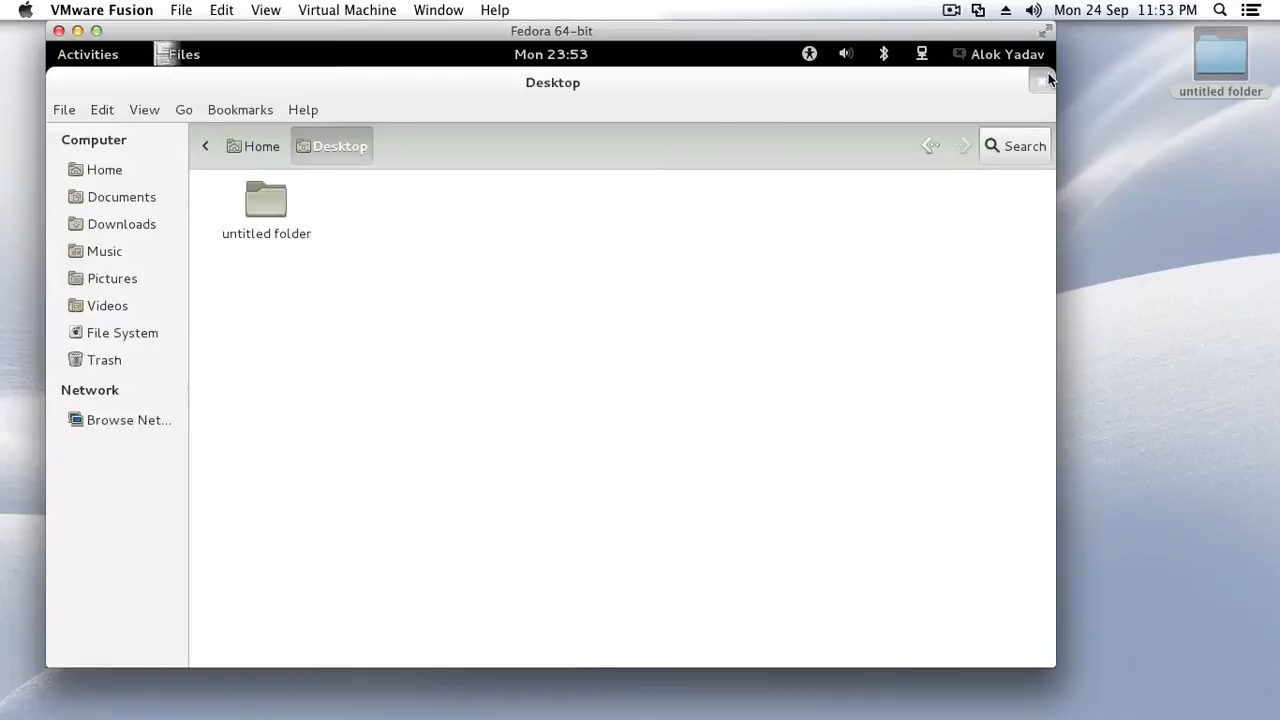 VMware Fusion File Edit View Virtual Machine Window Help Mon 24 Sep 11:53 PM
Fedora 64-bit
Activities Files Mon 23:53 Alok Yadav
untitled folder
Desktop
File Edit View Go Bookmarks Help
Computer
Home Desktop Search
Home
Documents
Downloads
Music
Pictures
Videos
File System
Trash
Network
Browse Net...
untitled folder